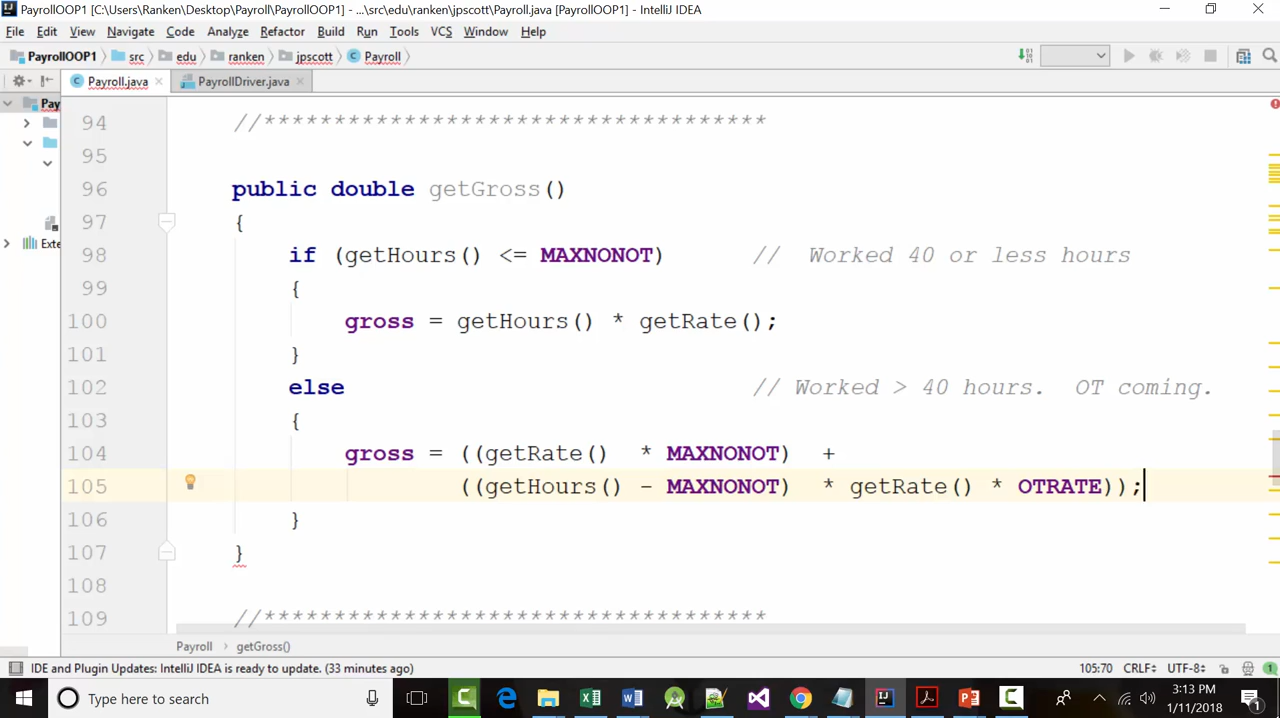 PayrollOOP1 [C:\Users\Ranken\Desktop\Payroll\PayrollOOP1] - ...\src\edu\ranken\jpscott\Payroll.java [PayrollOOP1] - IntelliJ IDEA
File Edit View Navigate Code Analyze Refactor Build Run Tools VCS Window Help
PayrollOOP1 src edu ranken jpscott Payroll
Payroll.java PayrollDriver.java
Pay
94 //************************************
95
96 public double getGross()
97 {
98 if (getHours() <= MAXNONOT) // Worked 40 or less hours
99 {
100 gross = getHours() * getRate();
101 }
102 else // Worked > 40 hours. OT coming.
103 {
104 gross = ((getRate() * MAXNONOT) +
105 ((getHours() - MAXNONOT) * getRate() * OTRATE));
106 }
107 }
108
109 //************************************
Exte
Payroll getGross()
IDE and Plugin Updates: IntelliJ IDEA is ready to update. (33 minutes ago) 105:70 CRLF UTF-8 1
Type here to search
3:13 PM
1/11/2018
1